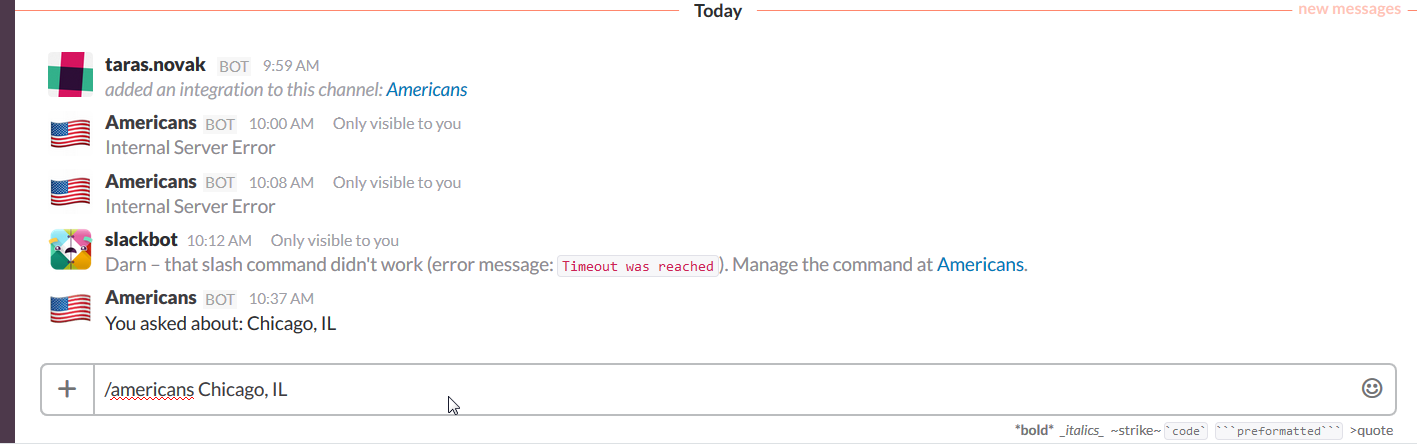 Today
new messages
taras.novak BOT 9:59 AM
added an integration to this channel: Americans
Americans BOT 10:00 AM Only visible to you
Internal Server Error
Americans BOT 10:08 AM Only visible to you
Internal Server Error
slackbot 10:12 AM Only visible to you
Darn – that slash command didn't work (error message: Timeout was reached). Manage the command at Americans.
Americans BOT 10:37 AM
You asked about: Chicago, IL
/americans Chicago, IL
*bold* _italics_ ~strike~ `code` ```preformatted``` >quote